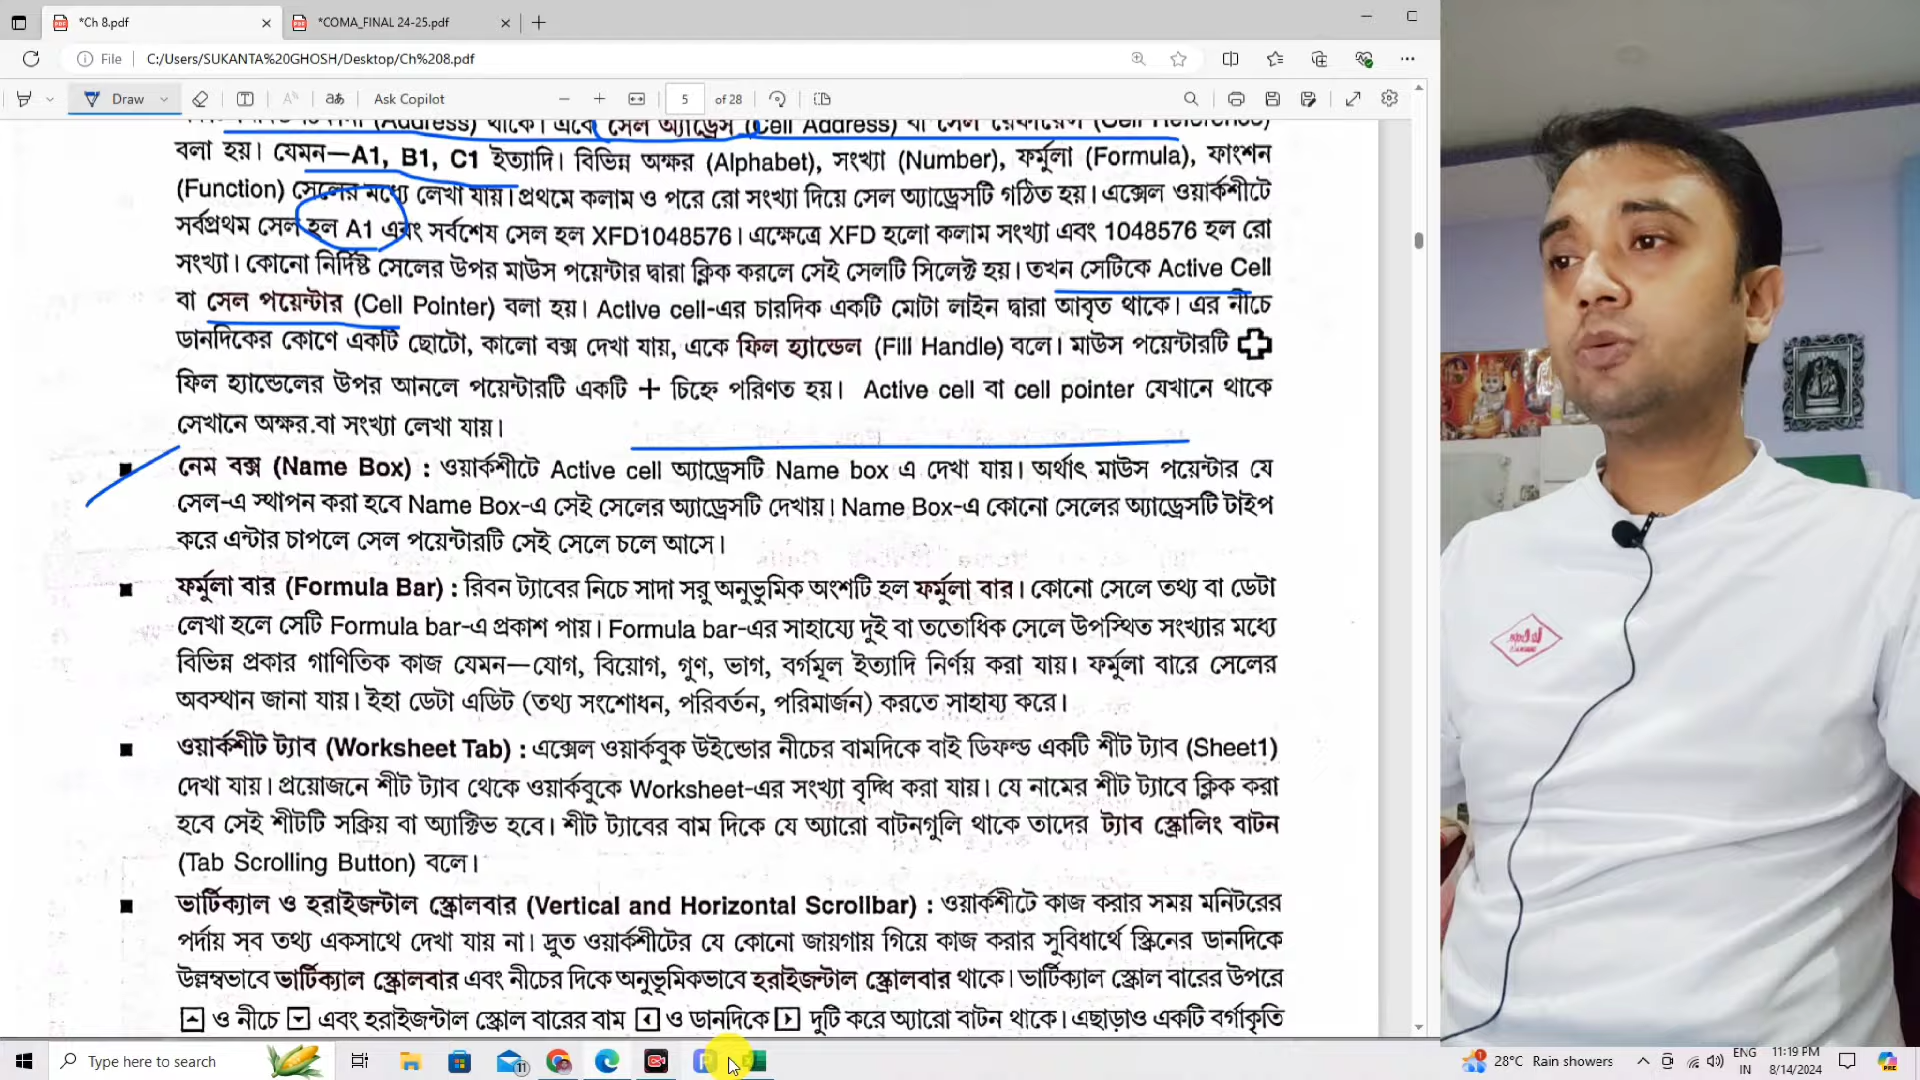 *Ch 8.pdf
*COMA_FINAL 24-25.pdf
File C:/Users/SUKANTA%20GHOSH/Desktop/Ch%208.pdf
Draw
Ask Copilot
5 of 28
(Address) থাকে। একে সেল অ্যাড্রেস (Cell Address) বা সেল রেফারেন্স (Cell Reference)
বলা হয়। যেমন—A1, B1, C1 ইত্যাদি। বিভিন্ন অক্ষর (Alphabet), সংখ্যা (Number), ফর্মুলা (Formula), ফাংশন
(Function) সেলের মধ্যে লেখা যায়। প্রথমে কলাম ও পরে রো সংখ্যা দিয়ে সেল অ্যাড্রেসটি গঠিত হয়। এক্সেল ওয়ার্কশীটে
সর্বপ্রথম সেল হল A1 এবং সর্বশেষ সেল হল XFD1048576। এক্ষেত্রে XFD হলো কলাম সংখ্যা এবং 1048576 হল রো
সংখ্যা। কোনো নির্দিষ্ট সেলের উপর মাউস পয়েন্টার দ্বারা ক্লিক করলে সেই সেলটি সিলেক্ট হয়। তখন সেটিকে Active Cell
বা সেল পয়েন্টার (Cell Pointer) বলা হয়। Active cell-এর চারদিক একটি মোটা লাইন দ্বারা আবৃত থাকে। এর নীচে
ডানদিকের কোণে একটি ছোটো, কালো বক্স দেখা যায়, একে ফিল হ্যান্ডেল (Fill Handle) বলে। মাউস পয়েন্টারটি
ফিল হ্যান্ডেলের উপর আনলে পয়েন্টারটি একটি + চিহ্নে পরিণত হয়। Active cell বা cell pointer যেখানে থাকে
সেখানে অক্ষর বা সংখ্যা লেখা যায়।
■ নেম বক্স (Name Box) : ওয়ার্কশীটে Active cell অ্যাড্রেসটি Name box এ দেখা যায়। অর্থাৎ মাউস পয়েন্টার যে
সেল-এ স্থাপন করা হবে Name Box-এ সেই সেলের অ্যাড্রেসটি দেখায়। Name Box-এ কোনো সেলের অ্যাড্রেসটি টাইপ
করে এন্টার চাপলে সেল পয়েন্টারটি সেই সেলে চলে আসে।
■ ফর্মুলা বার (Formula Bar) : রিবন ট্যাবের নিচে সাদা সরু অনুভূমিক অংশটি হল ফর্মুলা বার। কোনো সেলে তথ্য বা ডেটা
লেখা হলে সেটি Formula bar-এ প্রকাশ পায়। Formula bar-এর সাহায্যে দুই বা ততোধিক সেলে উপস্থিত সংখ্যার মধ্যে
বিভিন্ন প্রকার গাণিতিক কাজ যেমন—যোগ, বিয়োগ, গুণ, ভাগ, বর্গমূল ইত্যাদি নির্ণয় করা যায়। ফর্মুলা বারে সেলের
অবস্থান জানা যায়। ইহা ডেটা এডিট (তথ্য সংশোধন, পরিবর্তন, পরিমার্জন) করতে সাহায্য করে।
■ ওয়ার্কশীট ট্যাব (Worksheet Tab) : এক্সেল ওয়ার্কবুক উইন্ডোর নীচের বামদিকে বাই ডিফল্ড একটি শীট ট্যাব (Sheet1)
দেখা যায়। প্রয়োজনে শীট ট্যাব থেকে ওয়ার্কবুকে Worksheet-এর সংখ্যা বৃদ্ধি করা যায়। যে নামের শীট ট্যাবে ক্লিক করা
হবে সেই শীটটি সক্রিয় বা অ্যাক্টিভ হবে। শীট ট্যাবের বাম দিকে যে অ্যারো বাটনগুলি থাকে তাদের ট্যাব স্ক্রোলিং বাটন
(Tab Scrolling Button) বলে।
■ ভার্টিক্যাল ও হরাইজন্টাল স্ক্রোলবার (Vertical and Horizontal Scrollbar) : ওয়ার্কশীটে কাজ করার সময় মনিটরের
পর্দায় সব তথ্য একসাথে দেখা যায় না। দ্রুত ওয়ার্কশীটের যে কোনো জায়গায় গিয়ে কাজ করার সুবিধার্থে স্ক্রিনের ডানদিকে
উল্লম্বভাবে ভার্টিক্যাল স্ক্রোলবার এবং নীচের দিকে অনুভূমিকভাবে হরাইজন্টাল স্ক্রোলবার থাকে। ভার্টিক্যাল স্ক্রোল বারের উপরে
ও নীচে এবং হরাইজন্টাল স্ক্রোল বারের বাম ও ডানদিকে দুটি করে অ্যারো বাটন থাকে। এছাড়াও একটি বর্গাকৃতি
Type here to search
11
28°C Rain showers
ENG
IN
11:19 PM
8/14/2024